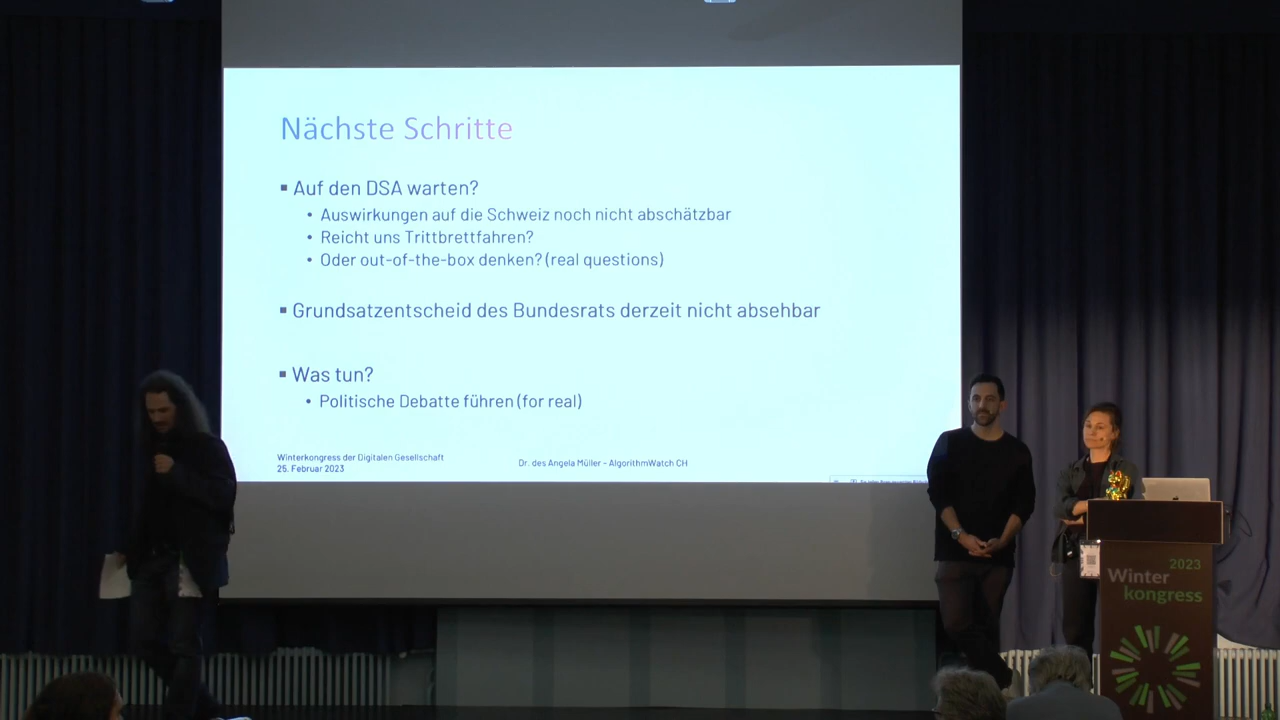 Nächste Schritte
▪ Auf den DSA warten?
• Auswirkungen auf die Schweiz noch nicht abschätzbar
• Reicht uns Trittbrettfahren?
• Oder out-of-the-box denken? (real questions)
▪ Grundsatzentscheid des Bundesrats derzeit nicht absehbar
▪ Was tun?
• Politische Debatte führen (for real)
Winterkongress der Digitalen Gesellschaft
25. Februar 2023
Dr. des Angela Müller – AlgorithmWatch CH
2023
Winter
kongress